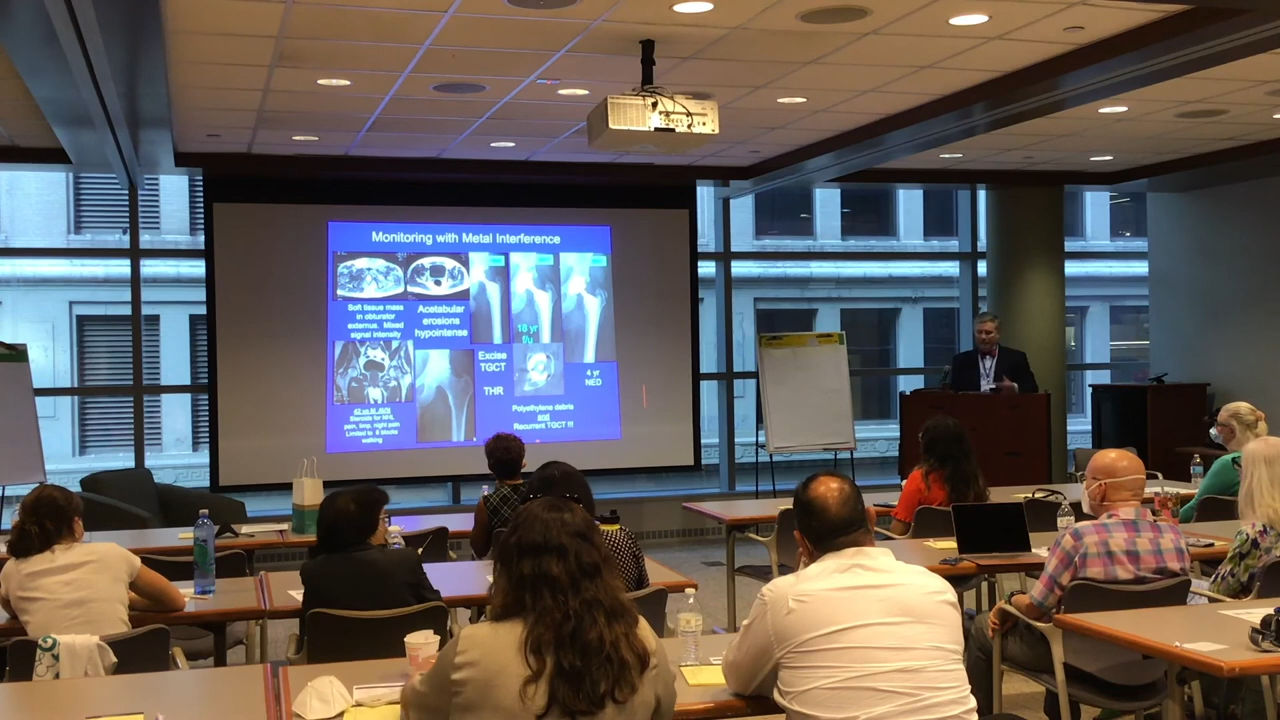 Monitoring with Metal Interference
Soft tissue mass
in obturator
externus. Mixed
signal intensity
Acetabular
erosions
hypointense
18 yr
f/u
Excise
TGCT
THR
4 yr
NED
Polyethylene debris
and
Recurrent TGCT !!!
Steroids for NHL
pain, limp, night pain
Limited to 6 blocks
walking